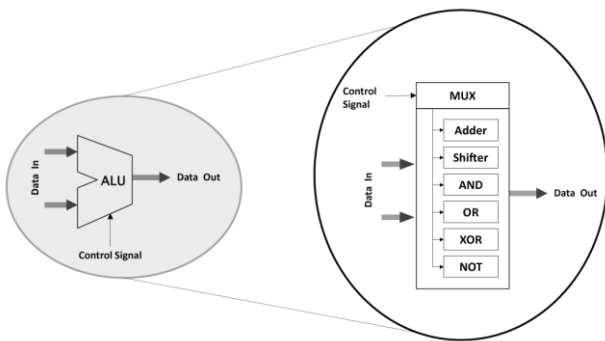 Data In
ALU
Data Out
Control Signal
Control
Signal
MUX
Adder
Shifter
AND
OR
XOR
NOT
Data In
Data Out